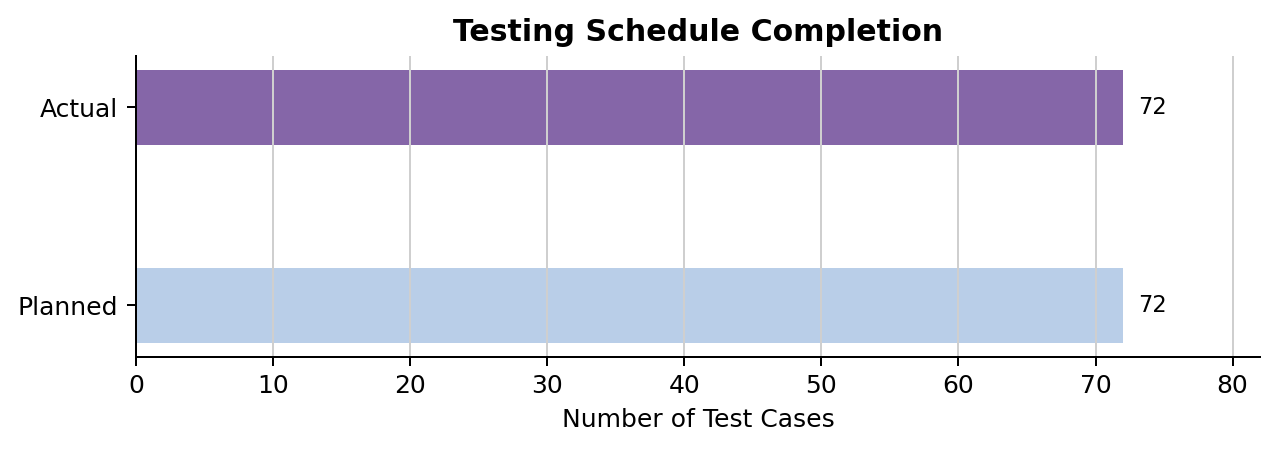 Testing Schedule Completion
Actual
72
Planned
72
0 10 20 30 40 50 60 70 80
Number of Test Cases